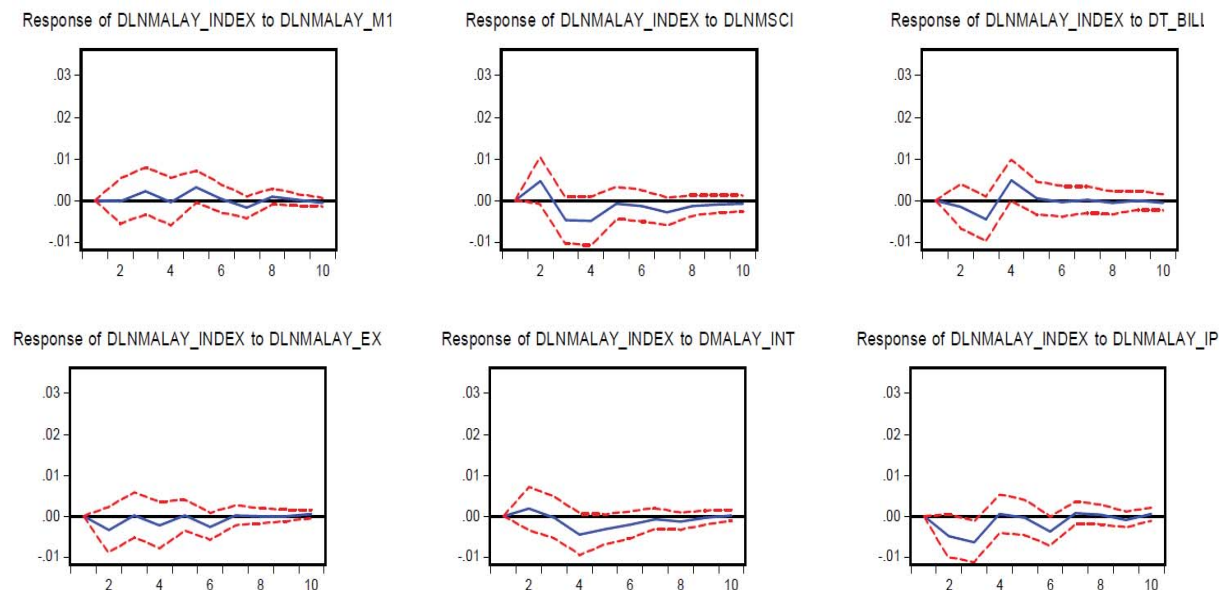 Response of DLNMALAY_INDEX to DLNMALAY_M1
.03
.02
.01
.00
-.01
2 4 6 8 10
Response of DLNMALAY_INDEX to DLNMSCI
.03
.02
.01
.00
-.01
2 4 6 8 10
Response of DLNMALAY_INDEX to DT_BILL
.03
.02
.01
.00
-.01
2 4 6 8 10
Response of DLNMALAY_INDEX to DLNMALAY_EX
.03
.02
.01
.00
-.01
2 4 6 8 10
Response of DLNMALAY_INDEX to DMALAY_INT
.03
.02
.01
.00
-.01
2 4 6 8 10
Response of DLNMALAY_INDEX to DLNMALAY_IP
.03
.02
.01
.00
-.01
2 4 6 8 10